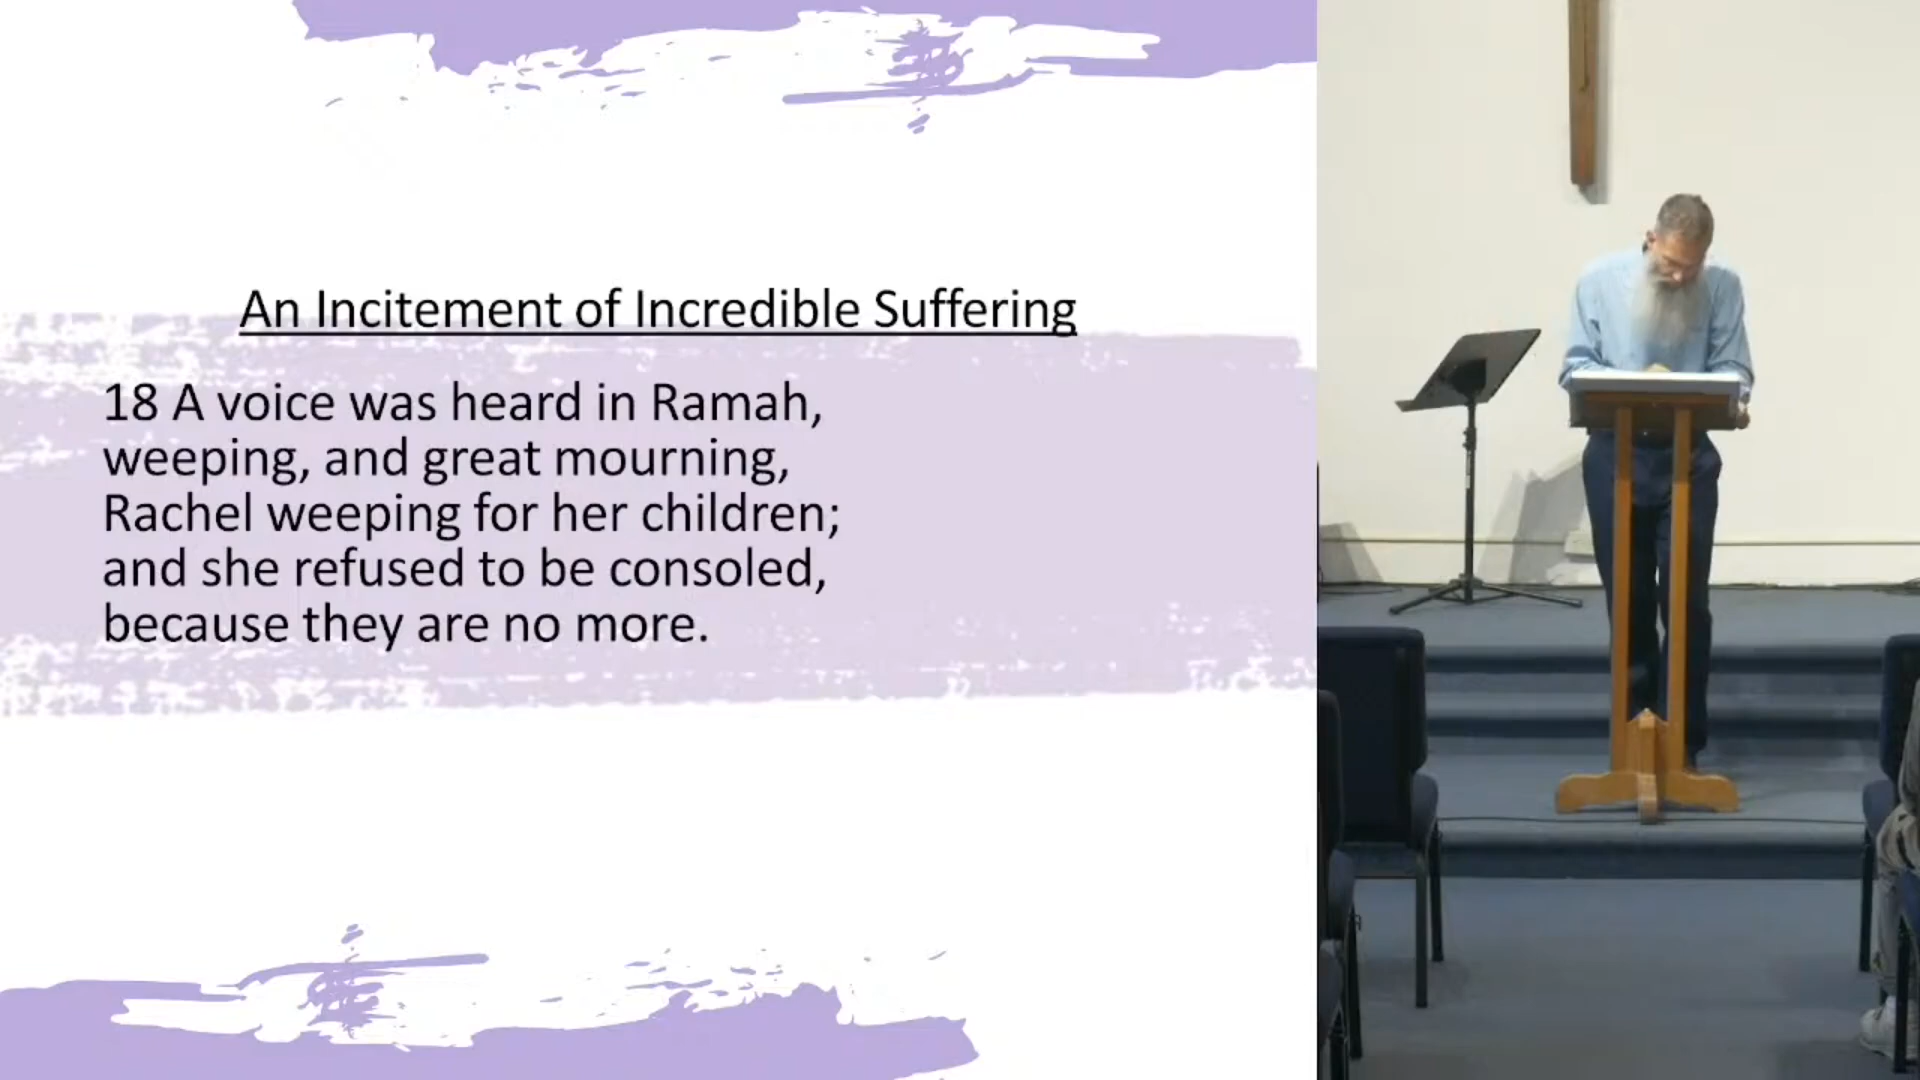 An Incitement of Incredible Suffering
18 A voice was heard in Ramah,
weeping, and great mourning,
Rachel weeping for her children;
and she refused to be consoled,
because they are no more.